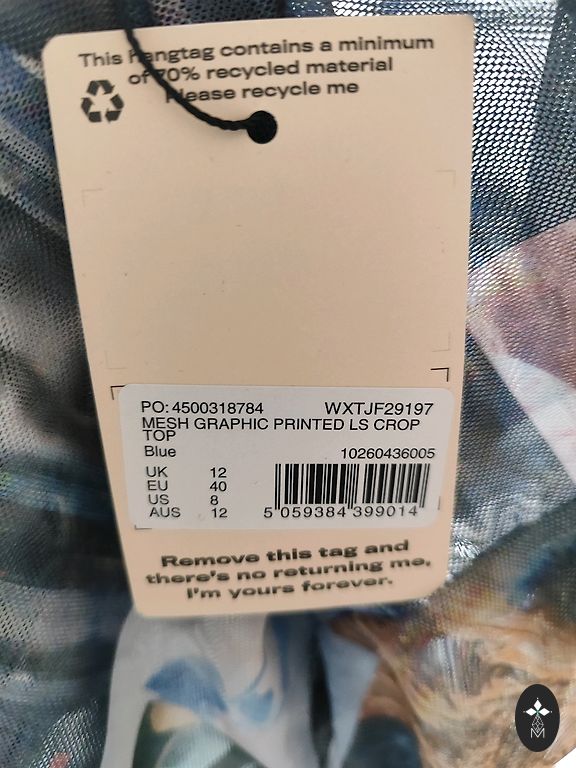 This hangtag contains a minimum
of 70% recycled material
Please recycle me
PO: 4500318784 WXTJF29197
MESH GRAPHIC PRINTED LS CROP
TOP
Blue 10260436005
UK 12
EU 40
US 8
AUS 12
5 059384 399014
Remove this tag and
there's no returning me,
I'm yours forever.
M